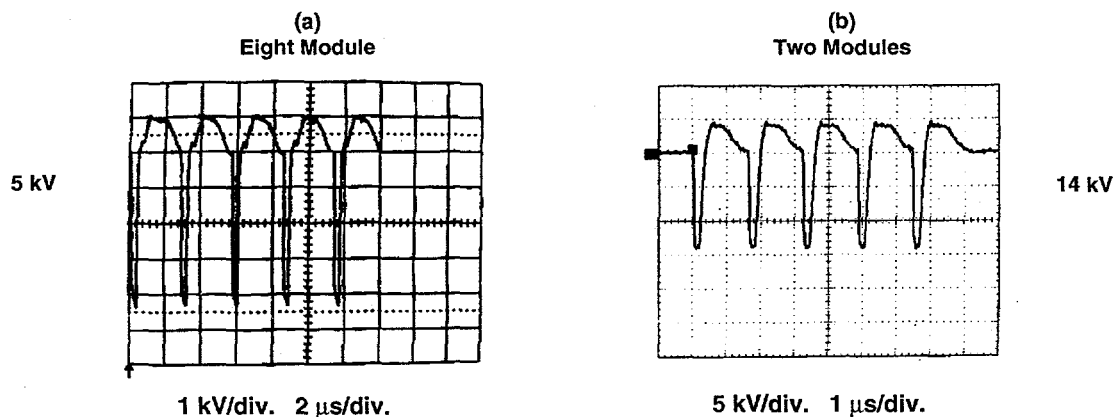 (a)
Eight Module
5 kV
1 kV/div. 2 μs/div.
(b)
Two Modules
14 kV
5 kV/div. 1 μs/div.